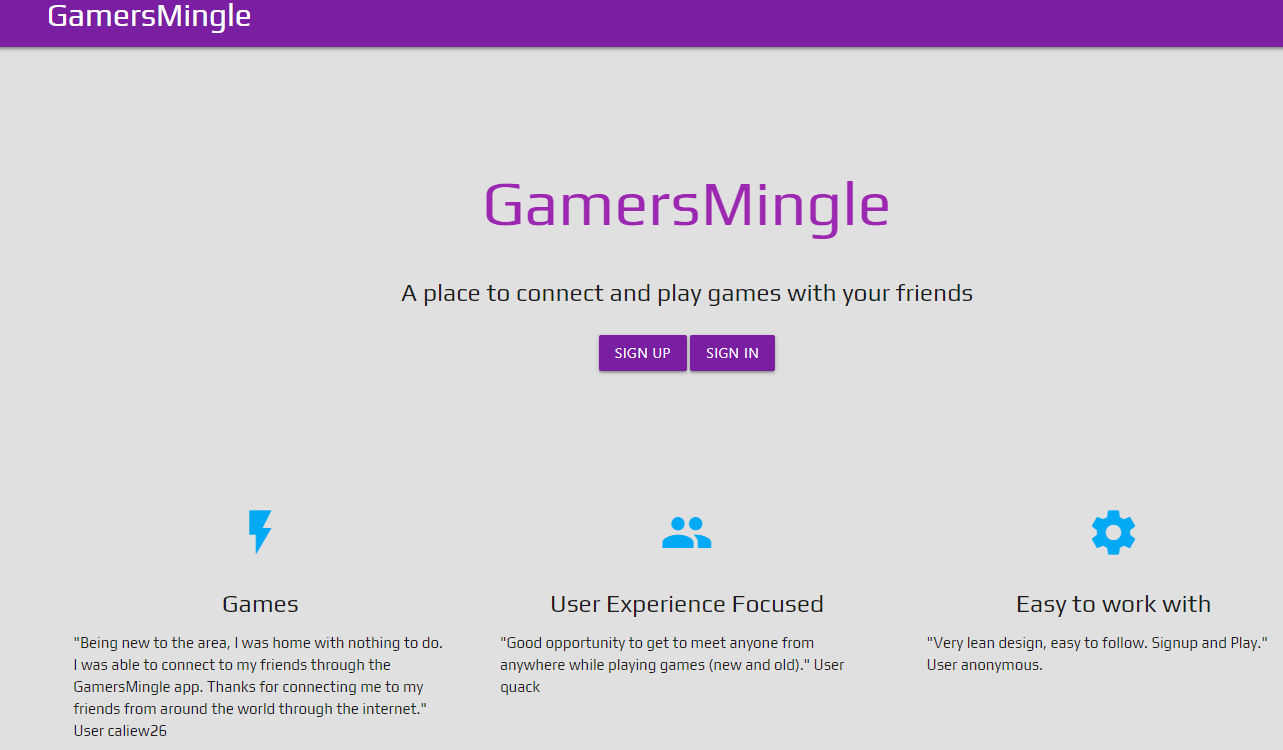 GamersMingle
GamersMingle
A place to connect and play games with your friends
SIGN UP
SIGN IN
Games
"Being new to the area, I was home with nothing to do.
I was able to connect to my friends through the
GamersMingle app. Thanks for connecting me to my
friends from around the world through the internet."
User caliew26
User Experience Focused
"Good opportunity to get to meet anyone from
anywhere while playing games (new and old)." User
quack
Easy to work with
"Very lean design, easy to follow. Signup and Play."
User anonymous.